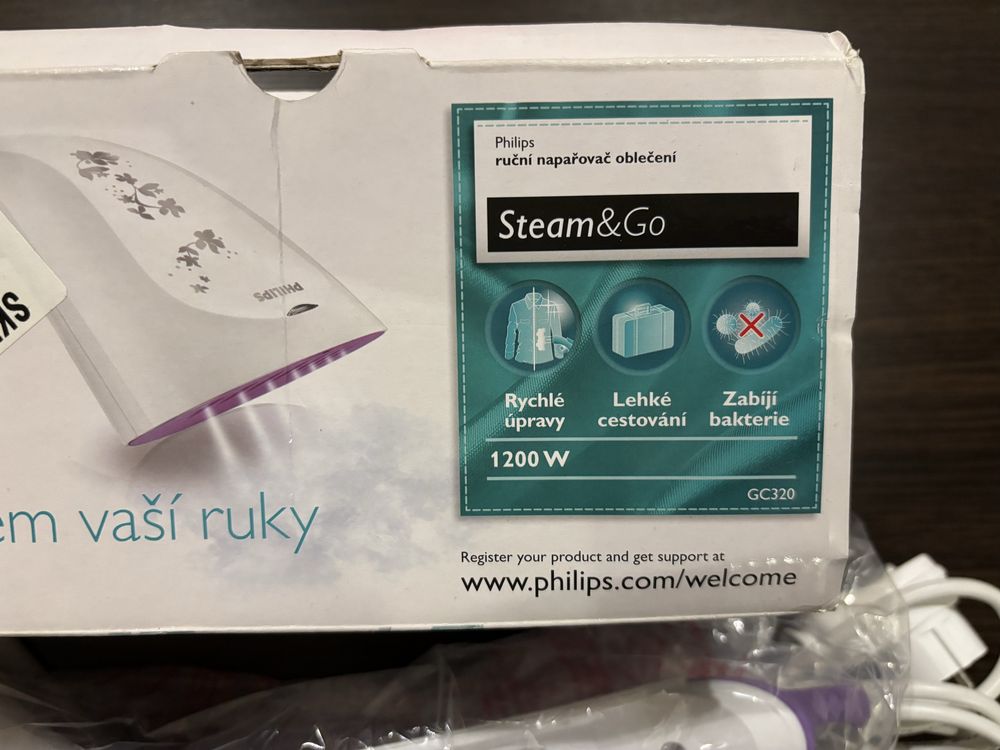 Philips
ruční napařovač oblečení
Steam&Go
PHILIPS
Rychlé
úpravy
Lehké
cestování
Zabíjí
bakterie
1200 W
GC320
vaší ruky
Register your product and get support at
www.philips.com/welcome